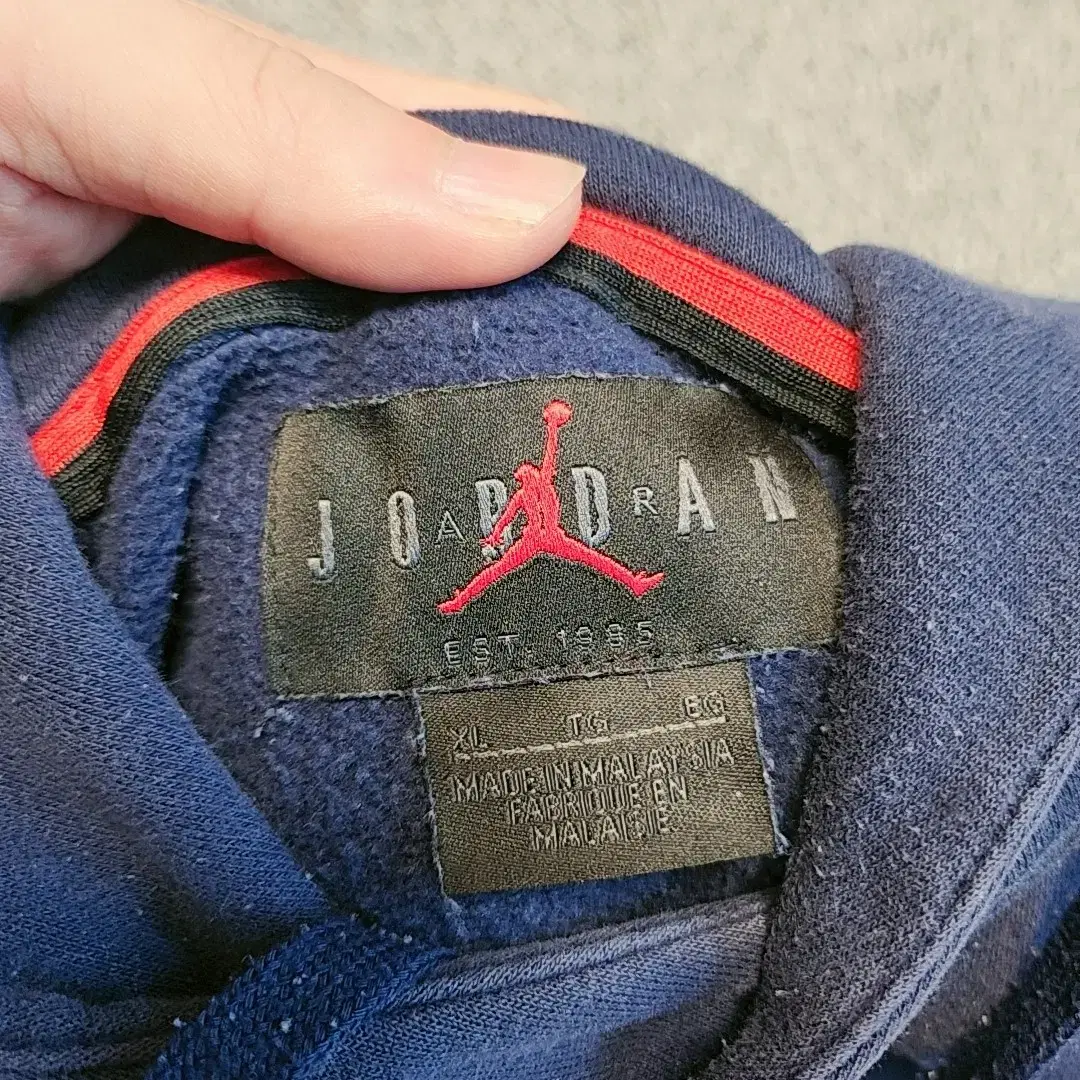 JORDAN
AIR
EST. 1985
XL TG EG
MADE IN MALAYSIA
FABRIQUE EN
MALAISIE